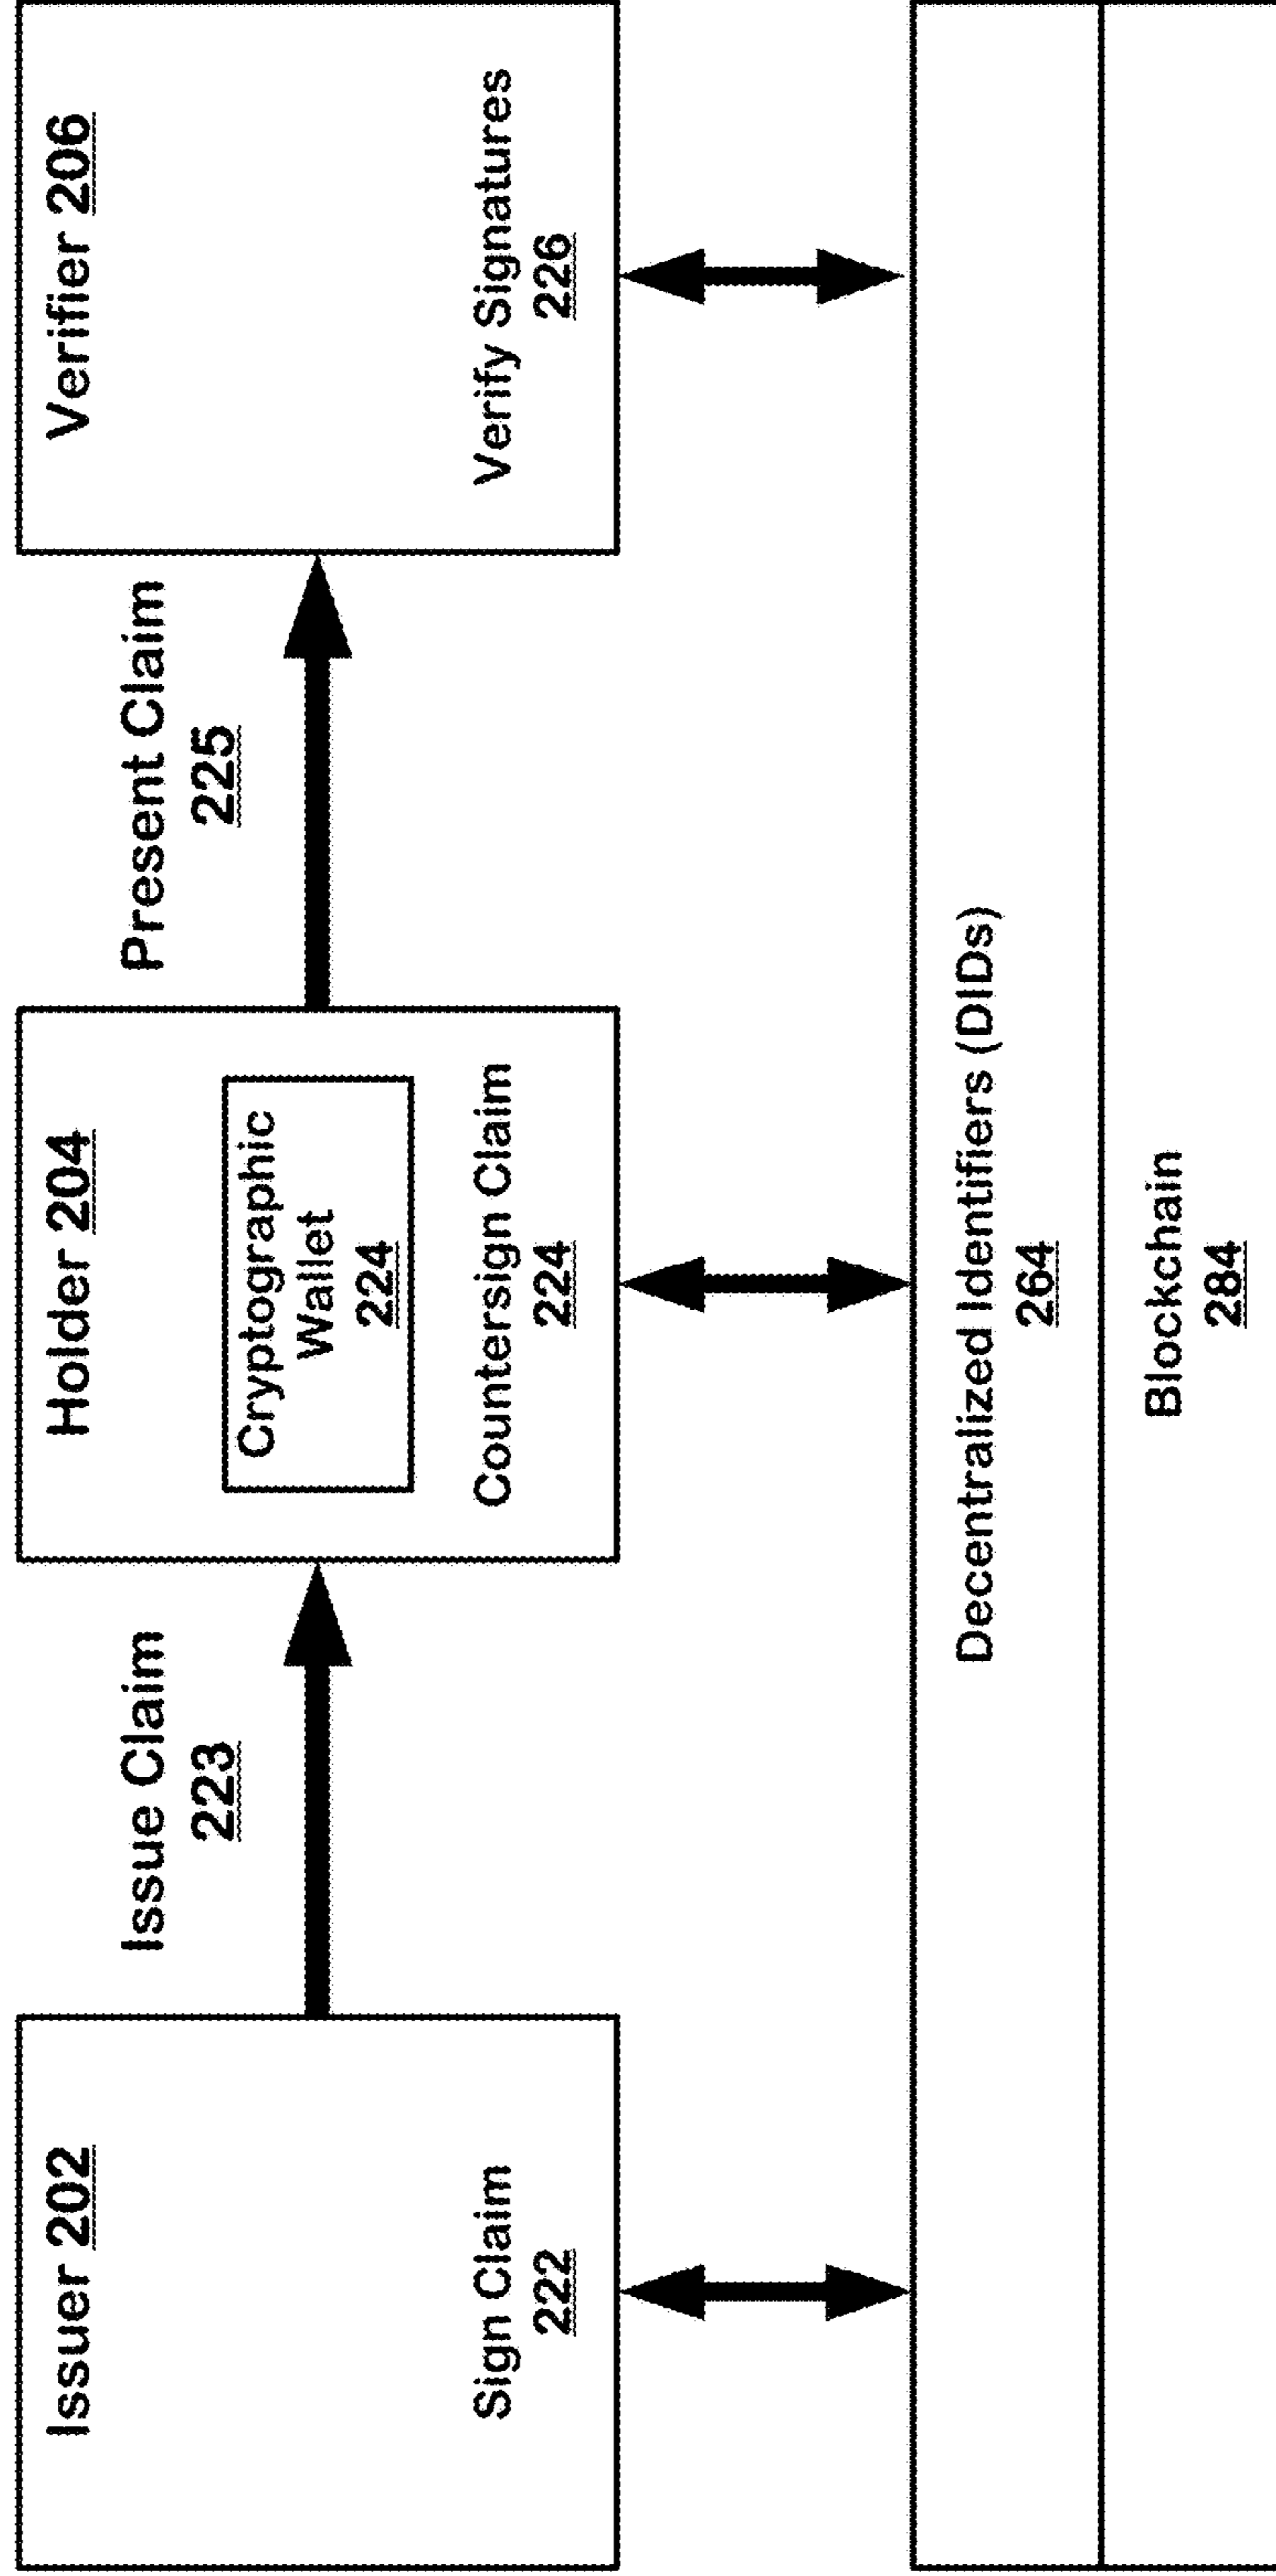 Issuer 202
Sign Claim
222
Issue Claim
223
Holder 204
Cryptographic
Wallet
224
Countersign Claim
224
Present Claim
225
Verifier 206
Verify Signatures
226
Decentralized Identifiers (DIDs)
264
Blockchain
284